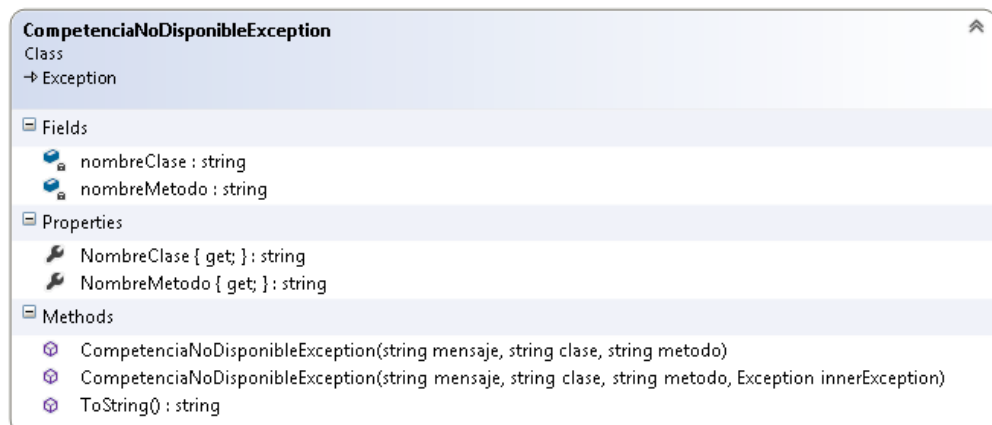 CompetenciaNoDisponibleException
Class
Exception
Fields
nombreClase : string
nombreMetodo : string
Properties
NombreClase { get; } : string
NombreMetodo { get; } : string
Methods
CompetenciaNoDisponibleException(string mensaje, string clase, string metodo)
CompetenciaNoDisponibleException(string mensaje, string clase, string metodo, Exception innerException)
ToString() : string